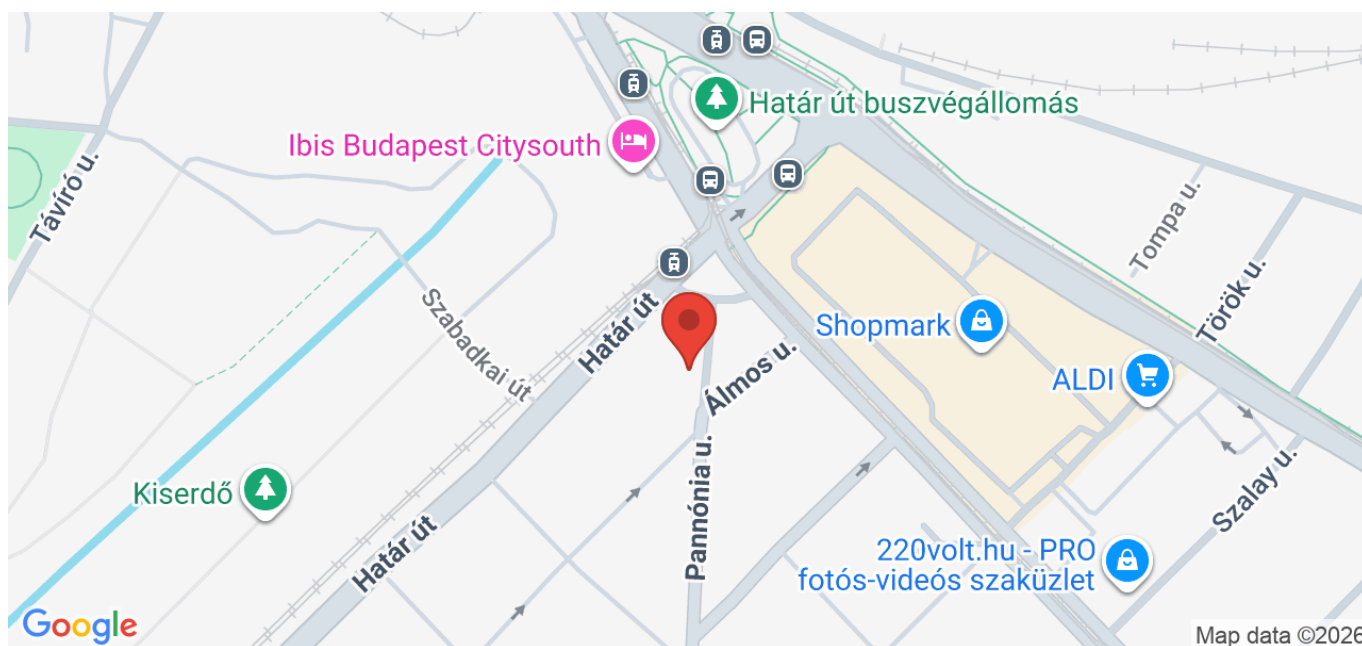 Határ út buszvégállomás
Ibis Budapest Citysouth
Távíró u.
Tompa u.
Török u.
Szabadkai út
Határ út
Shopmark
Álmos u.
ALDI
Pannónia u.
Kiserdő
Szalay u.
Határ út
220volt.hu - PRO
fotós-videós szaküzlet
Google
Map data ©2026